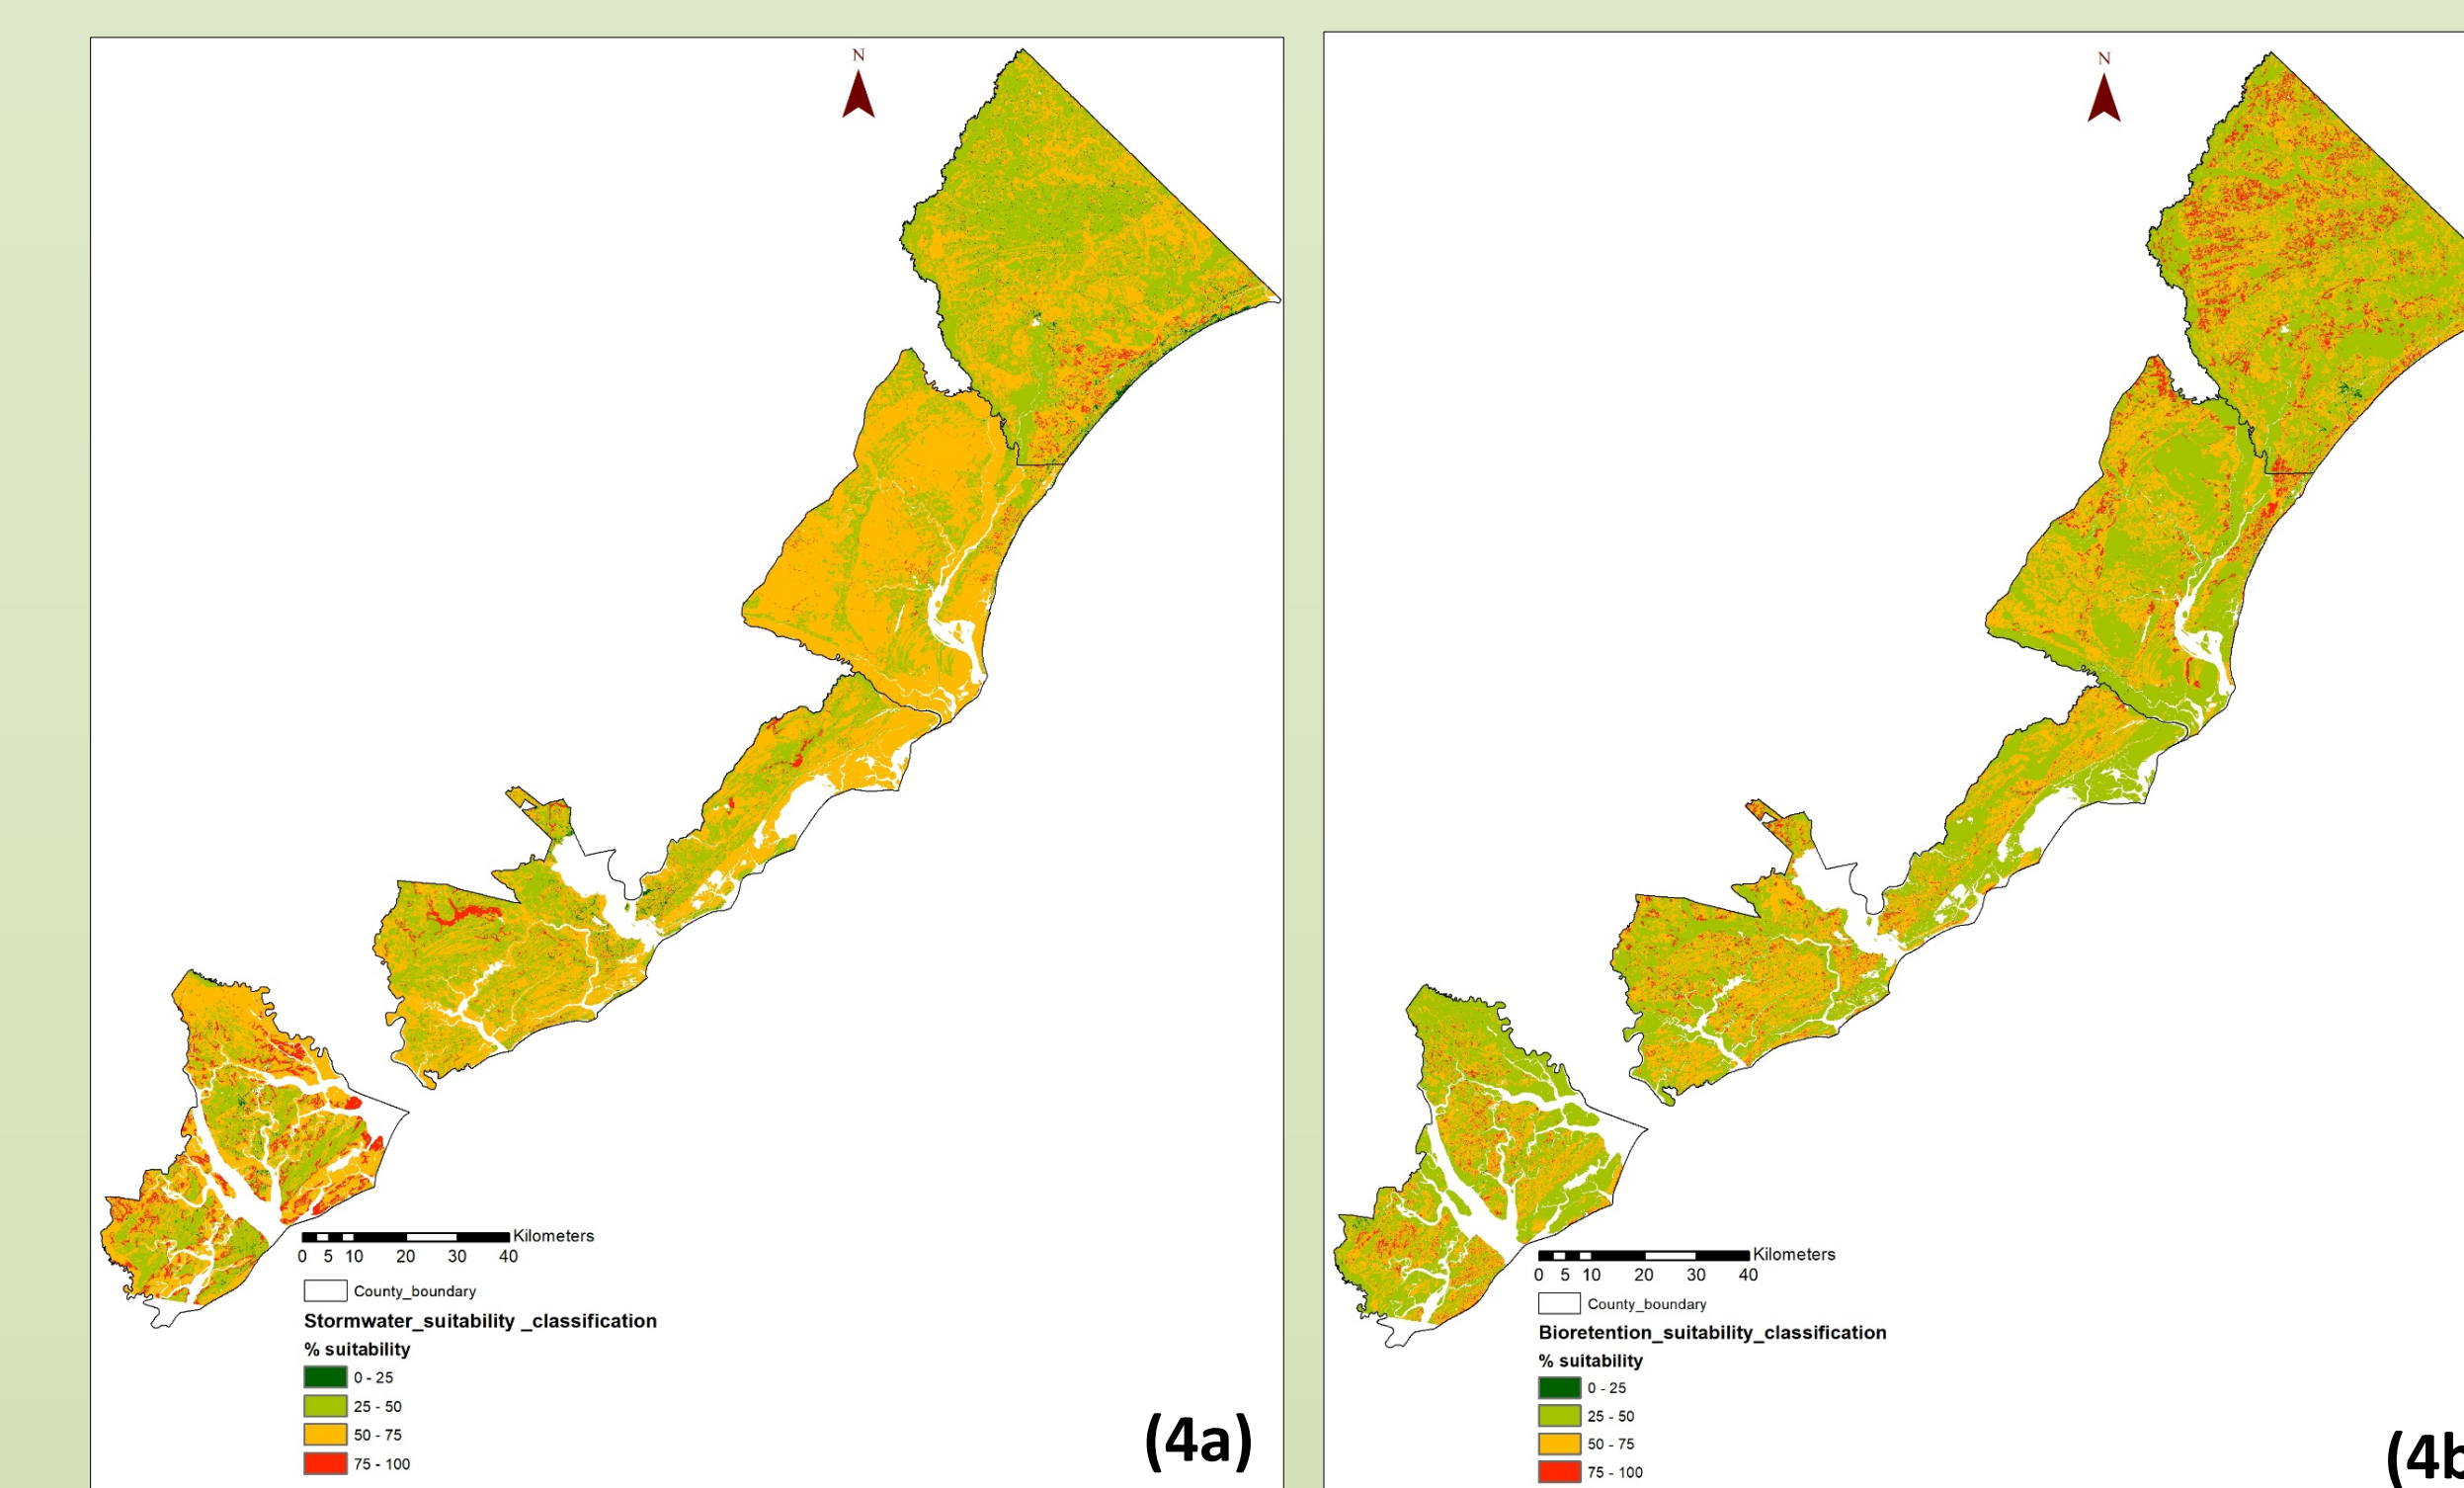 N
Kilometers
0 5 10 20 30 40
County_boundary
Stormwater_suitability _classification
% suitability
0 - 25
25 - 50
50 - 75
75 - 100
(4a)
N
Kilometers
0 5 10 20 30 40
County_boundary
Bioretention_suitability_classification
% suitability
0 - 25
25 - 50
50 - 75
75 - 100
(4b